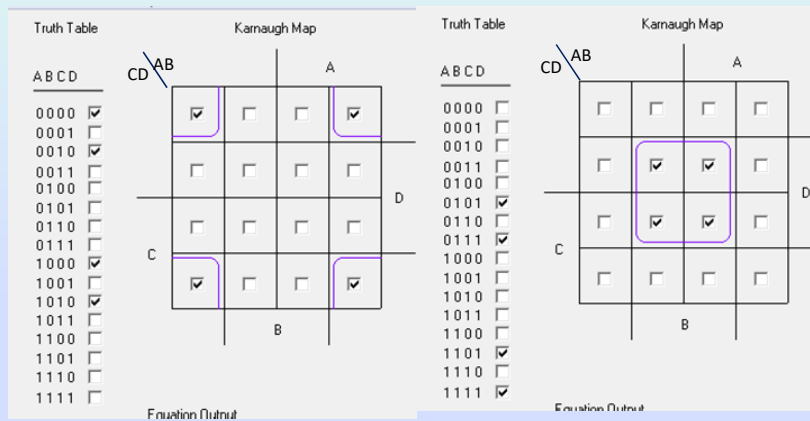 Truth Table
Karnaugh Map
AB
CD
A
A B C D
0000
0001
0010
0011
0100
0101
0110
0111
1000
1001
1010
1011
1100
1101
1110
1111
D
C
B
Equation Output
Truth Table
Karnaugh Map
AB
CD
A
A B C D
0000
0001
0010
0011
0100
0101
0110
0111
1000
1001
1010
1011
1100
1101
1110
1111
D
C
B
Equation Output